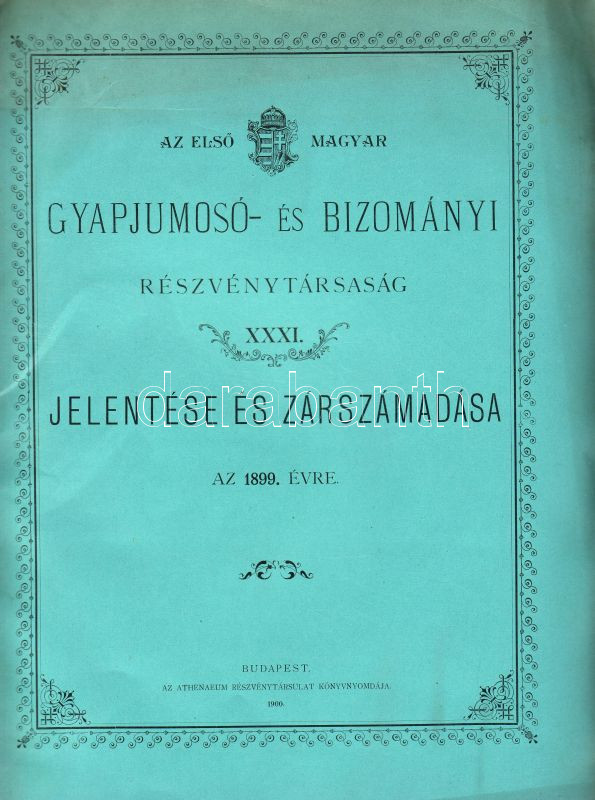 AZ ELSŐ MAGYAR
GYAPJUMOSÓ- ÉS BIZOMÁNYI
RÉSZVÉNYTÁRSASÁG
XXXI.
JELENTÉSE ÉS ZÁRSZÁMADÁSA
darabanth
AZ 1899. ÉVRE.
BUDAPEST.
AZ ATHENAEUM RÉSZVÉNYTÁRSULAT KÖNYVNYOMDÁJA.
1900.